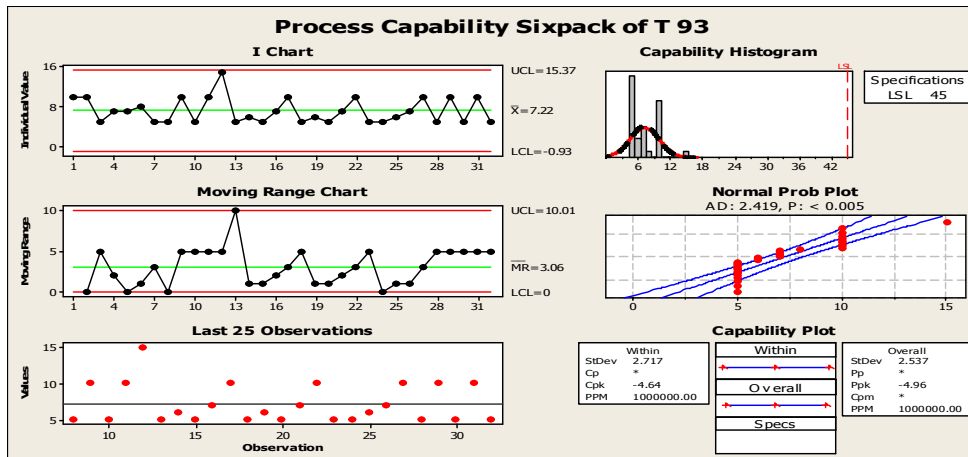 Process Capability Sixpack of T 93
I Chart
Individual Value
16
8
0
1 4 7 10 13 16 19 22 25 28 31
UCL=15.37
X=7.22
LCL=-0.93
Moving Range Chart
Moving Range
10
5
0
1 4 7 10 13 16 19 22 25 28 31
UCL=10.01
MR=3.06
LCL=0
Last 25 Observations
Values
15
10
5
10 15 20 25 30
Observation
Capability Histogram
LSL
6 12 18 24 30 36 42
Specifications
LSL 45
Normal Prob Plot
AD: 2.419, P: < 0.005
0 5 10 15
Capability Plot
Within
StDev 2.717
Cp *
Cpk -4.64
PPM 1000000.00
Within
Overall
Specs
Overall
StDev 2.537
Pp *
Ppk -4.96
Cpm *
PPM 1000000.00